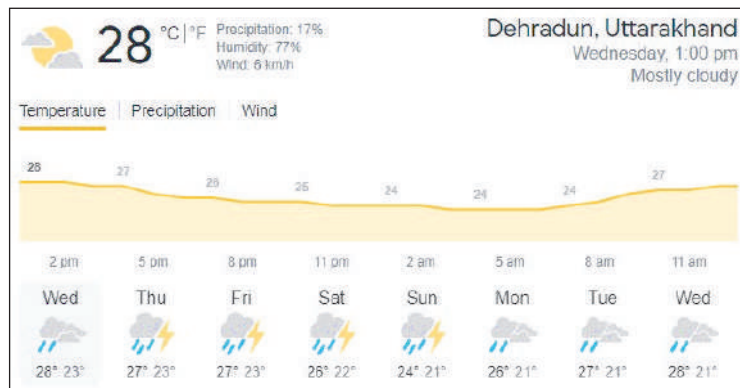 28 °C|°F
Precipitation: 17%
Humidity: 77%
Wind: 6 km/h
Dehradun, Uttarakhand
Wednesday, 1:00 pm
Mostly cloudy
Temperature Precipitation Wind
28 27 26 25 24 24 24 27
2 pm 5 pm 8 pm 11 pm 2 am 5 am 8 am 11 am
Wed Thu Fri Sat Sun Mon Tue Wed
28° 23° 27° 23° 27° 23° 26° 22° 24° 21° 26° 21° 27° 21° 28° 21°